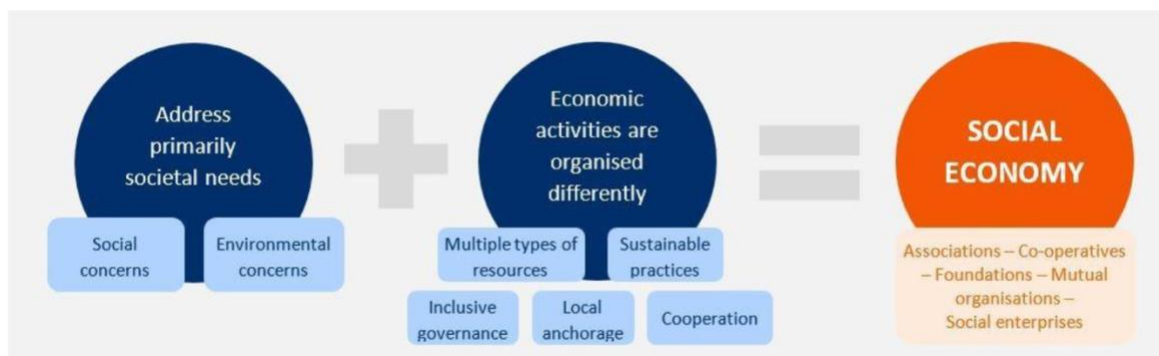 Address
primarily
societal needs
Social
concerns
Environmental
concerns
Economic
activities are
organised
differently
Multiple types of
resources
Sustainable
practices
Inclusive
governance
Local
anchorage
Cooperation
SOCIAL
ECONOMY
Associations – Co-operatives
– Foundations – Mutual
organisations –
Social enterprises